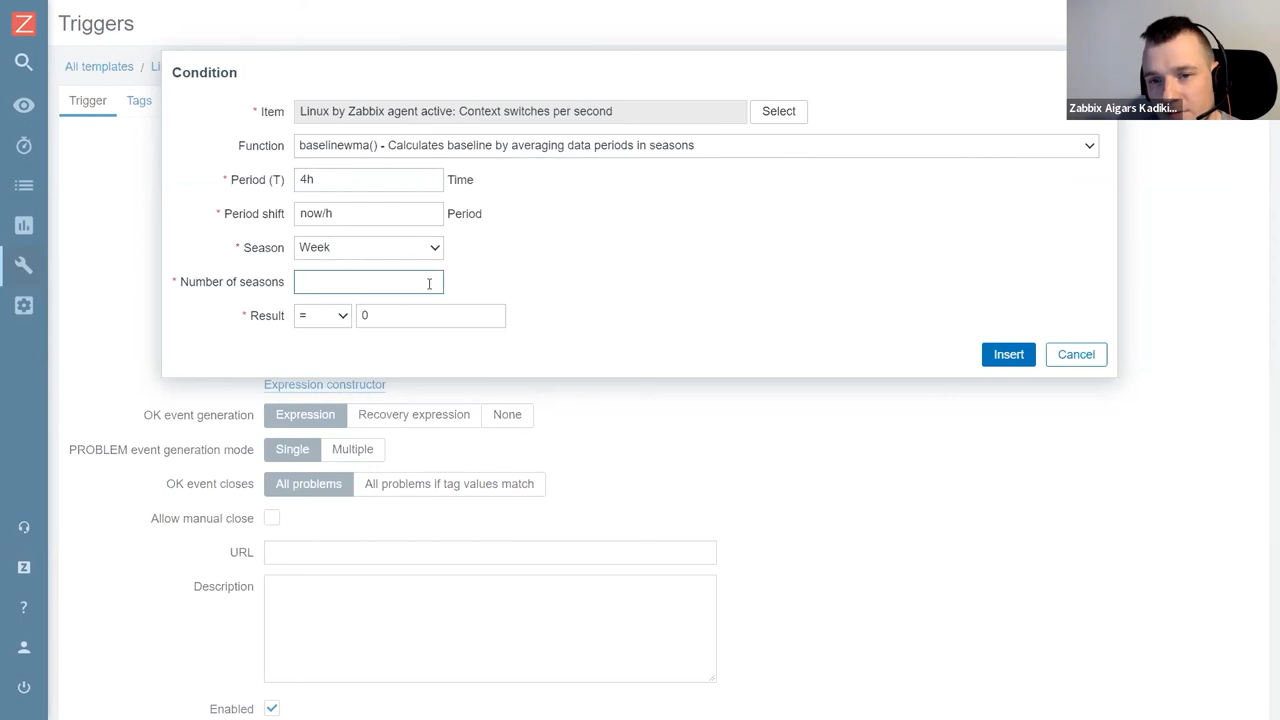 Z
Triggers
All templates / Li
Trigger Tags
Condition
* Item Linux by Zabbix agent active: Context switches per second Select
Function baselinewma() - Calculates baseline by averaging data periods in seasons
* Period (T) 4h Time
* Period shift now/h Period
* Season Week
* Number of seasons
* Result = 0
Insert Cancel
Expression constructor
OK event generation Expression Recovery expression None
PROBLEM event generation mode Single Multiple
OK event closes All problems All problems if tag values match
Allow manual close
URL
Description
Enabled
Zabbix Aigars Kadiki...
Z
?